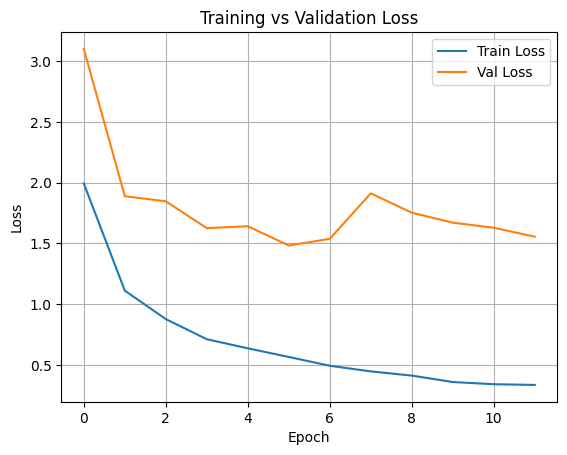 Training vs Validation Loss
Train Loss
Val Loss
3.0
2.5
2.0
1.5
1.0
0.5
Loss
0 2 4 6 8 10
Epoch